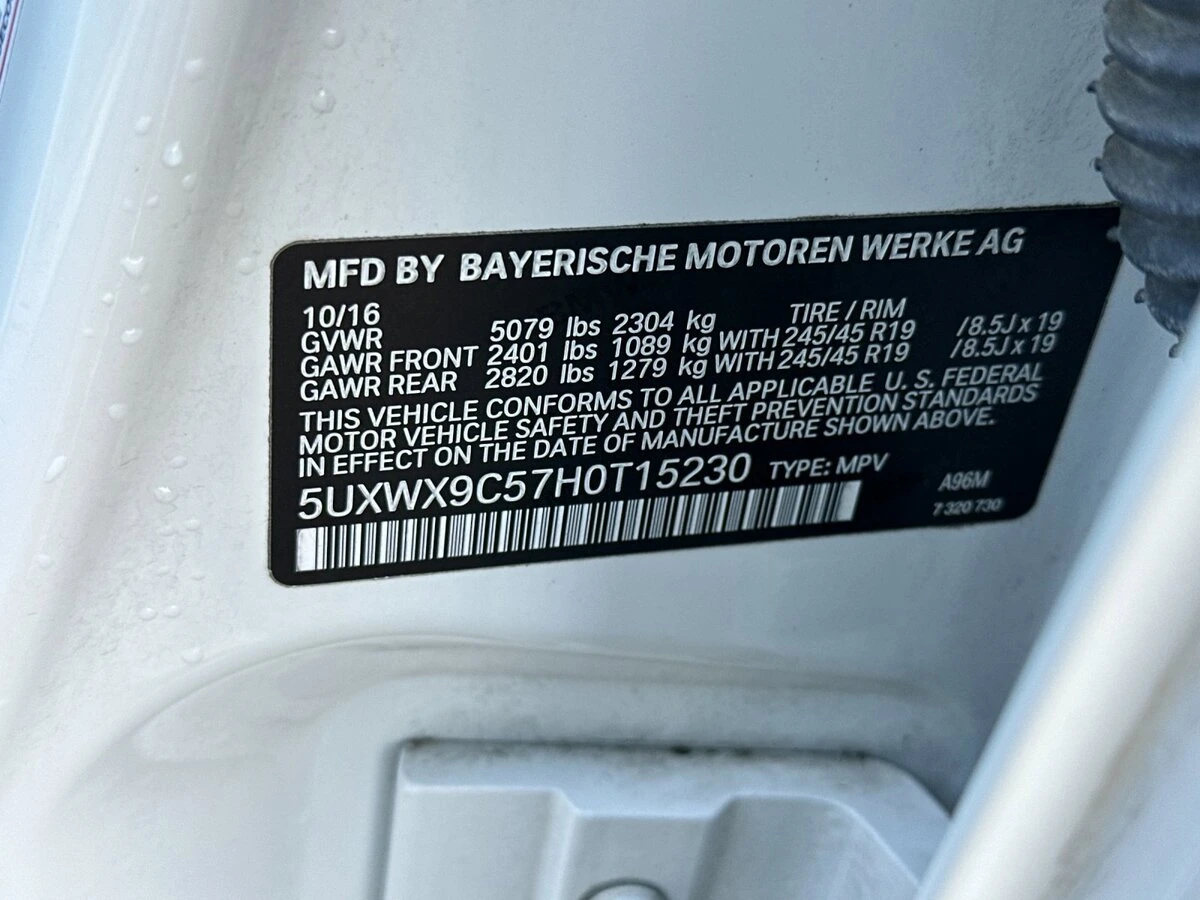 MFD BY BAYERISCHE MOTOREN WERKE AG
10/16 TIRE / RIM
GVWR 5079 lbs 2304 kg
GAWR FRONT 2401 lbs 1089 kg WITH 245/45 R19 /8.5J x 19
GAWR REAR 2820 lbs 1279 kg WITH 245/45 R19 /8.5J x 19
THIS VEHICLE CONFORMS TO ALL APPLICABLE U. S. FEDERAL
MOTOR VEHICLE SAFETY AND THEFT PREVENTION STANDARDS
IN EFFECT ON THE DATE OF MANUFACTURE SHOWN ABOVE.
5UXWX9C57H0T15230 TYPE: MPV
A96M
7 320 730